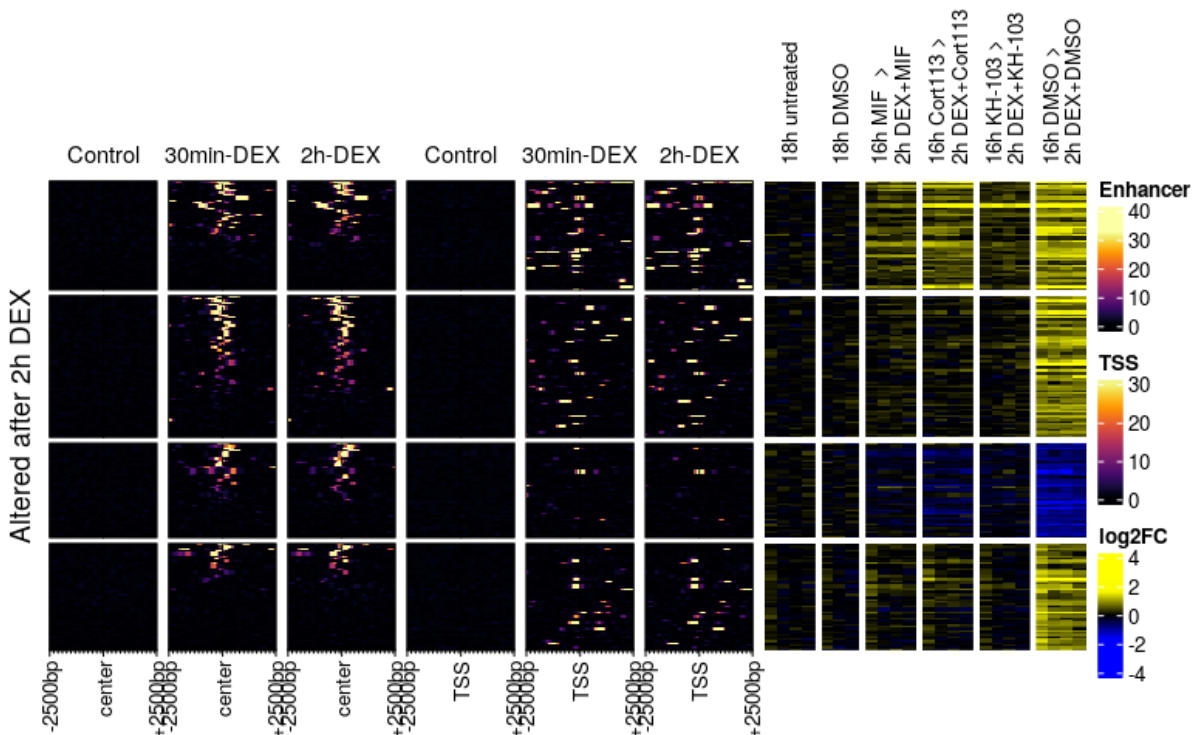 18h untreated
18h DMSO
16h MIF >
2h DEX+MIF
16h Cort113 >
2h DEX+Cort113
16h KH-103 >
2h DEX+KH-103
16h DMSO >
2h DEX+DMSO
Control
30min-DEX
2h-DEX
Control
30min-DEX
2h-DEX
Altered after 2h DEX
Enhancer
40
30
20
10
0
TSS
30
20
10
0
log2FC
4
2
0
-2
-4
-2500bp
center
+2500bp
-2500bp
center
+2500bp
-2500bp
center
+2500bp
-2500bp
TSS
+2500bp
-2500bp
TSS
+2500bp
-2500bp
TSS
+2500bp